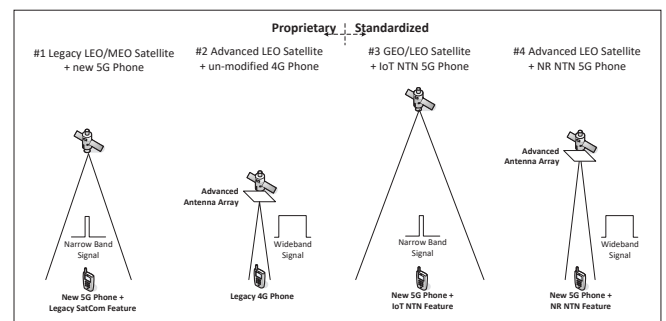 Proprietary Standardized
#1 Legacy LEO/MEO Satellite
+ new 5G Phone
#2 Advanced LEO Satellite
+ un-modified 4G Phone
#3 GEO/LEO Satellite
+ IoT NTN 5G Phone
#4 Advanced LEO Satellite
+ NR NTN 5G Phone
Narrow Band
Signal
New 5G Phone +
Legacy SatCom Feature
Advanced
Antenna Array
Wideband
Signal
Legacy 4G Phone
Narrow Band
Signal
New 5G Phone +
IoT NTN Feature
Advanced
Antenna Array
Wideband
Signal
New 5G Phone +
NR NTN Feature